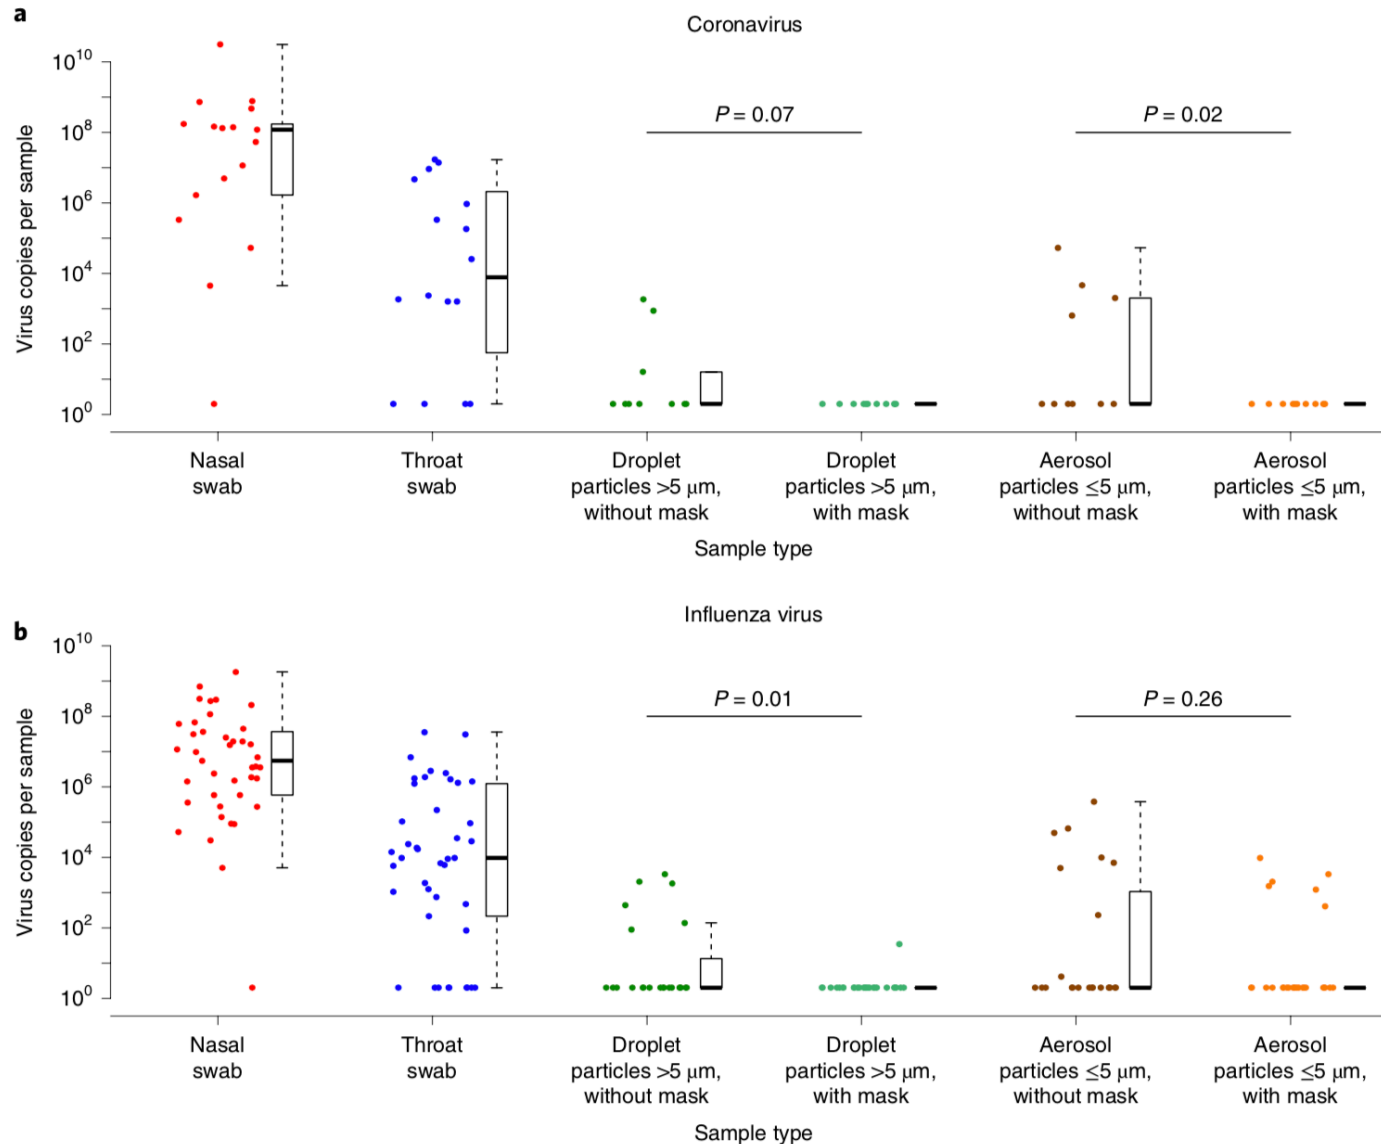 a
Coronavirus
Virus copies per sample
10^10
10^8
10^6
10^4
10^2
10^0
P = 0.07
P = 0.02
Nasal
swab
Throat
swab
Droplet
particles >5 μm,
without mask
Droplet
particles >5 μm,
with mask
Aerosol
particles ≤5 μm,
without mask
Aerosol
particles ≤5 μm,
with mask
Sample type
b
Influenza virus
Virus copies per sample
10^10
10^8
10^6
10^4
10^2
10^0
P = 0.01
P = 0.26
Nasal
swab
Throat
swab
Droplet
particles >5 μm,
without mask
Droplet
particles >5 μm,
with mask
Aerosol
particles ≤5 μm,
without mask
Aerosol
particles ≤5 μm,
with mask
Sample type